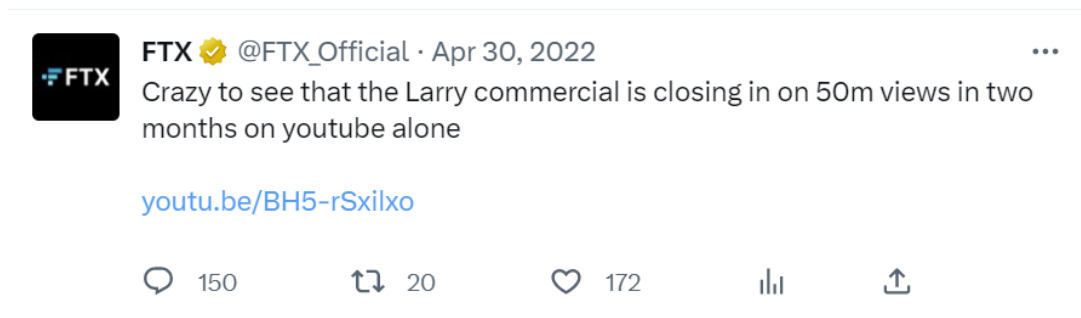 FTX
FTX @FTX_Official · Apr 30, 2022
Crazy to see that the Larry commercial is closing in on 50m views in two
months on youtube alone
youtu.be/BH5-rSxilxo
150 20 172